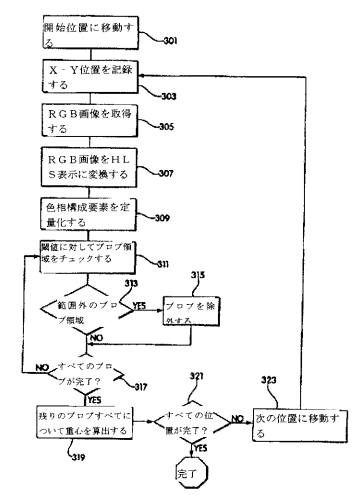 開始位置に移動す
る
301
X-Y位置を記録
する
303
RGB画像を取得
する
305
RGB画像をHL
S表示に変換する
307
色相構成要素を定
量化する
309
閾値に対してブロブ領
域をチェックする
311
範囲外のブロ
ブ領域
313
YES
NO
315
ブロブを除
外する
すべてのブロ
ブが完了?
317
NO
YES
残りのブロブすべてに
ついて重心を算出する
319
321
すべての位
置が完了?
NO
YES
323
次の位置に移動す
る
完了